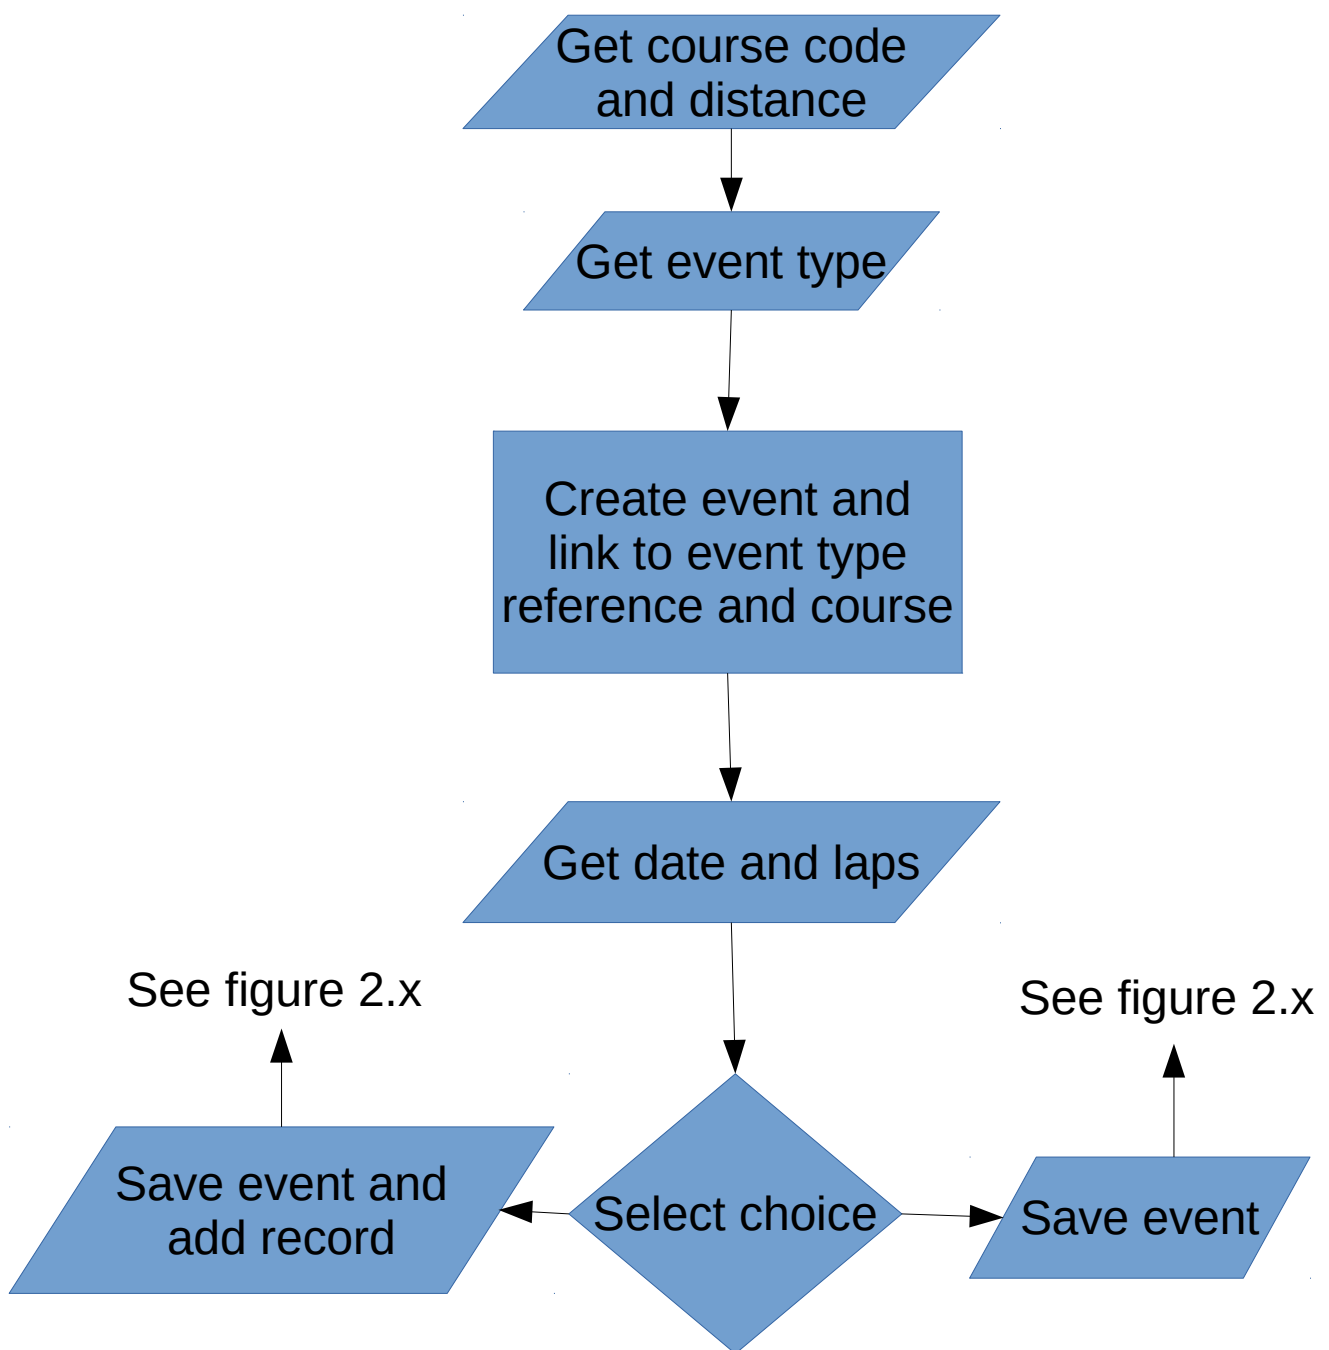 Get course code
and distance
Get event type
Create event and
link to event type
reference and course
Get date and laps
See figure 2.x
See figure 2.x
Save event and
add record
Select choice
Save event